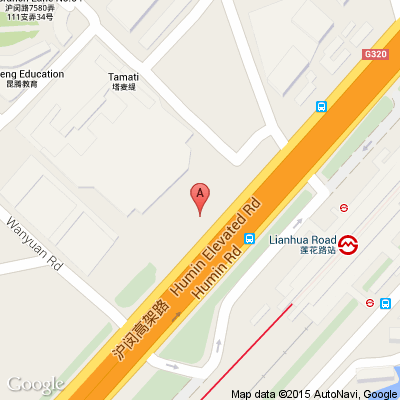 沪闵路7580弄
111支弄34号
G320
eng Education
昆腾教育
Tamati
塔麦缇
A
Wanyuan Rd
Lianhua Road
莲花路站
沪闵高架路 Humin Elevated Rd
Humin Rd
Google
©2015 AutoNavi, Google